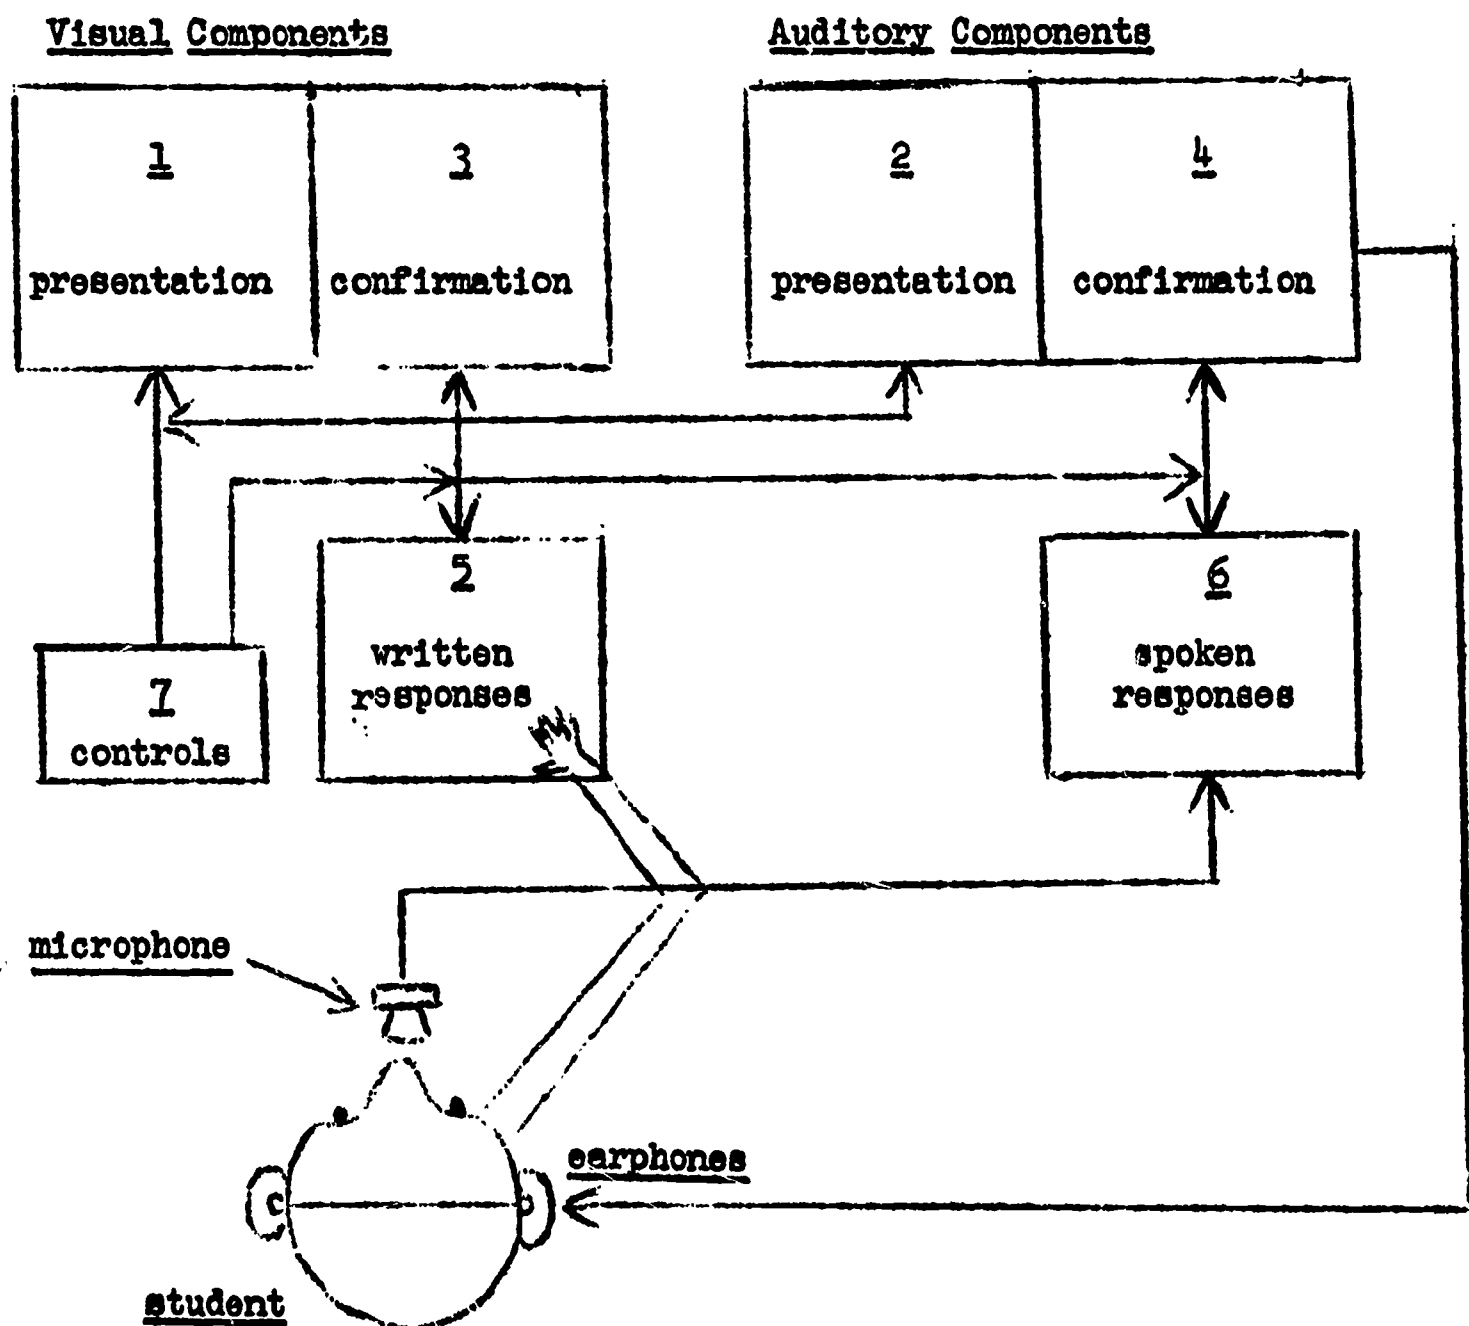 Visual Components
Auditory Components
1
3
2
4
presentation
confirmation
presentation
confirmation
5
written
responses
6
spoken
responses
7
controls
microphone
earphones
student